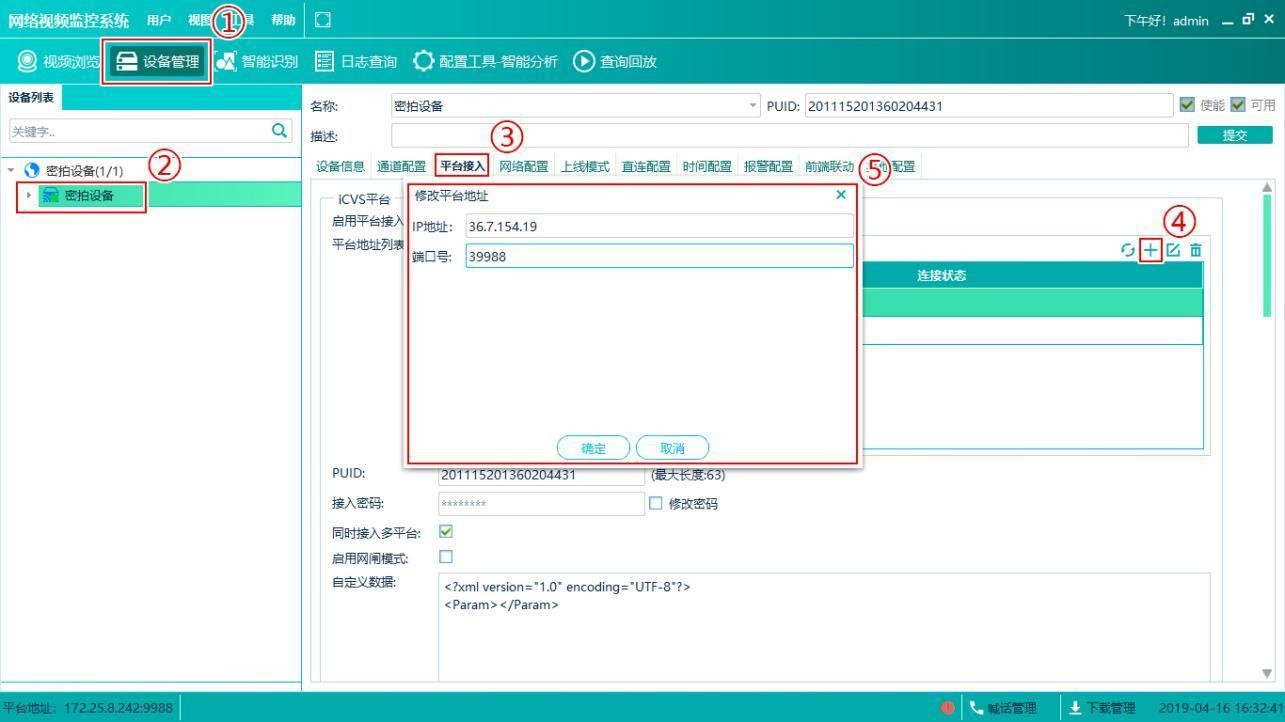 网络视频监控系统 用户 视图 ① 具 帮助 下午好！admin
视频浏览 设备管理 智能识别 日志查询 配置工具-智能分析 查询回放
设备列表
关键字..
密拍设备(1/1) ②
密拍设备
名称: 密拍设备 PUID: 201115201360204431 使能 可用
描述: ③ 提交
设备信息 通道配置 平台接入 网络配置 上线模式 直连配置 时间配置 报警配置 前端联动 ⑤ 配置
iCVS平台
启用平台接入
平台地址列表
修改平台地址
IP地址: 36.7.154.19
端口号: 39988
④
连接状态
确定 取消
PUID: 201115201360204431 (最大长度:63)
接入密码: ******** 修改密码
同时接入多平台:
启用网闸模式:
自定义数据: <?xml version="1.0" encoding="UTF-8"?>
<Param></Param>
平台地址: 172.25.8.242:9988 喊话管理 下载管理 2019-04-16 16:32:41